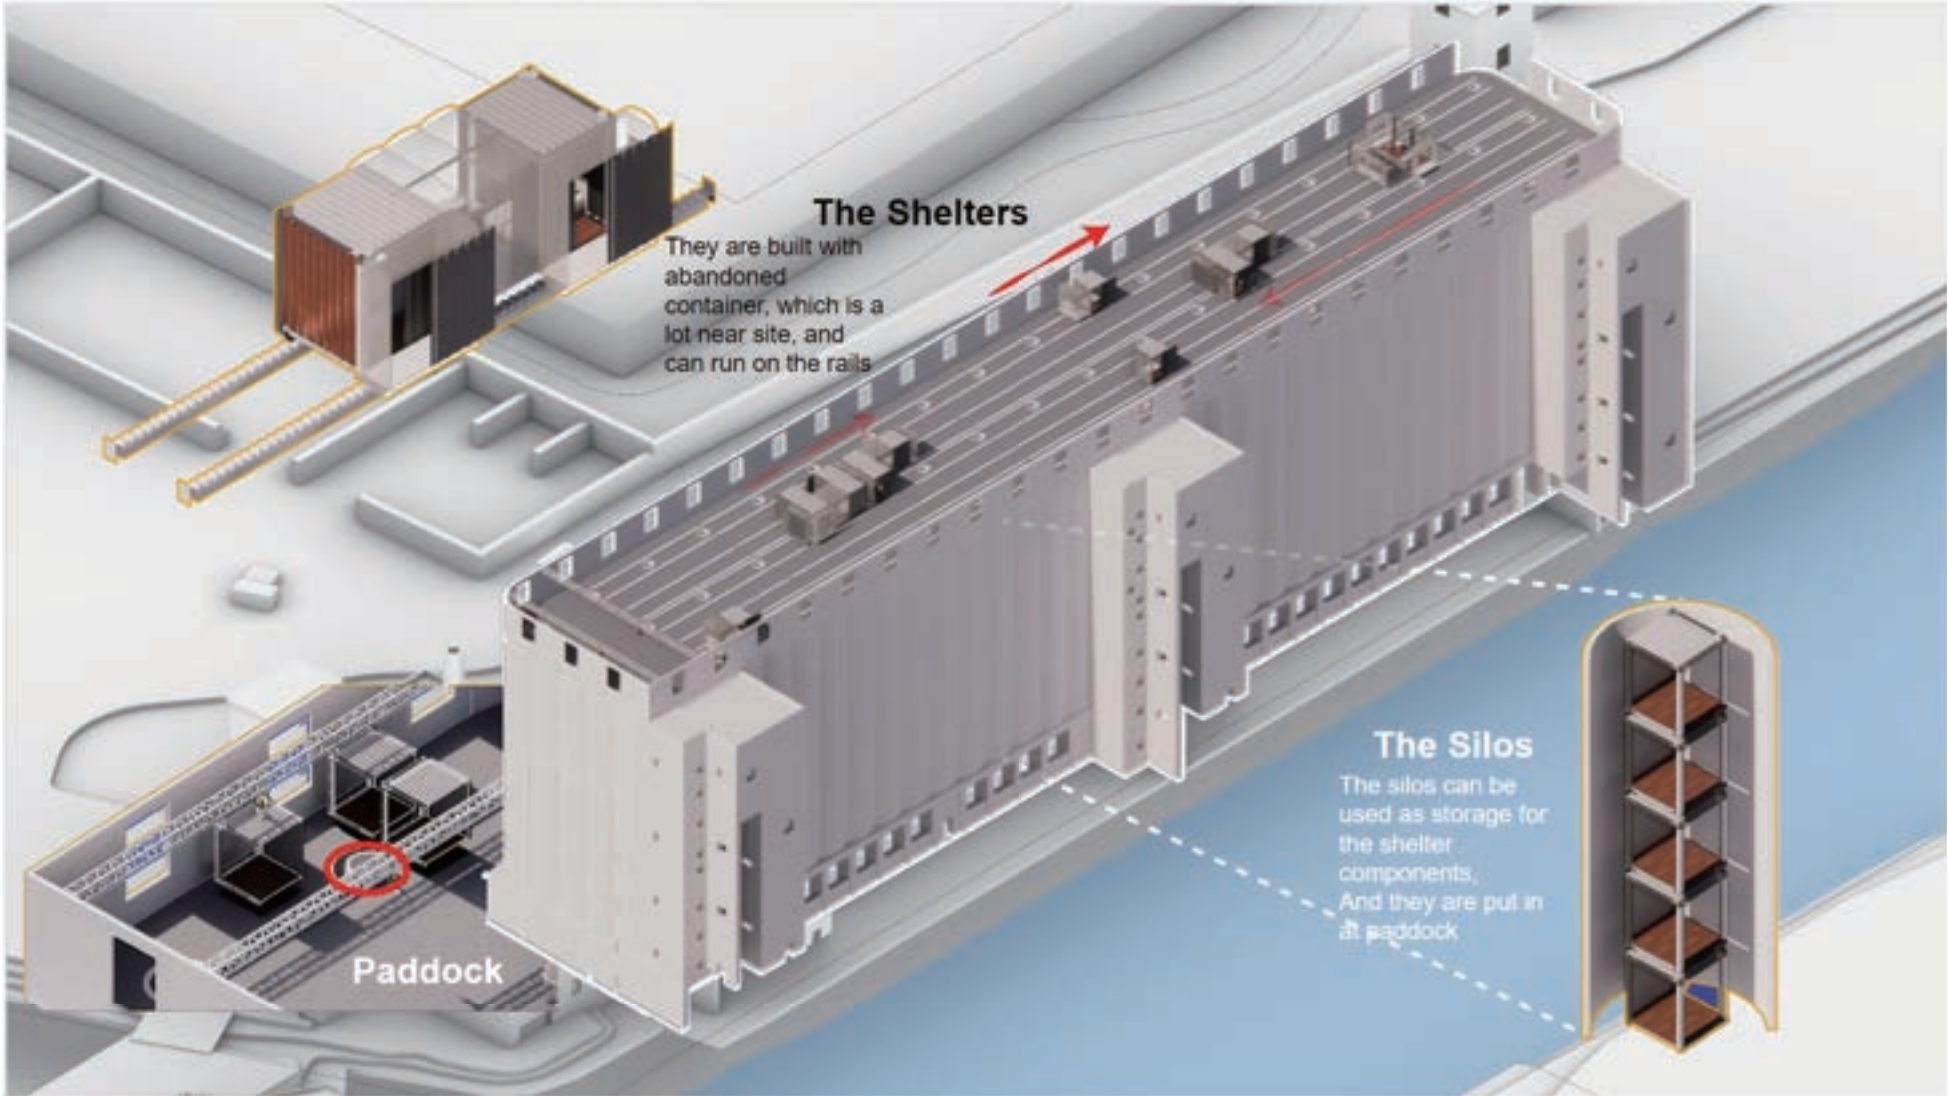 The Shelters
They are built with
abandoned
container, which is a
lot near site, and
can run on the rails
The Silos
The silos can be
used as storage for
the shelter
components,
And they are put in
at paddock
Paddock